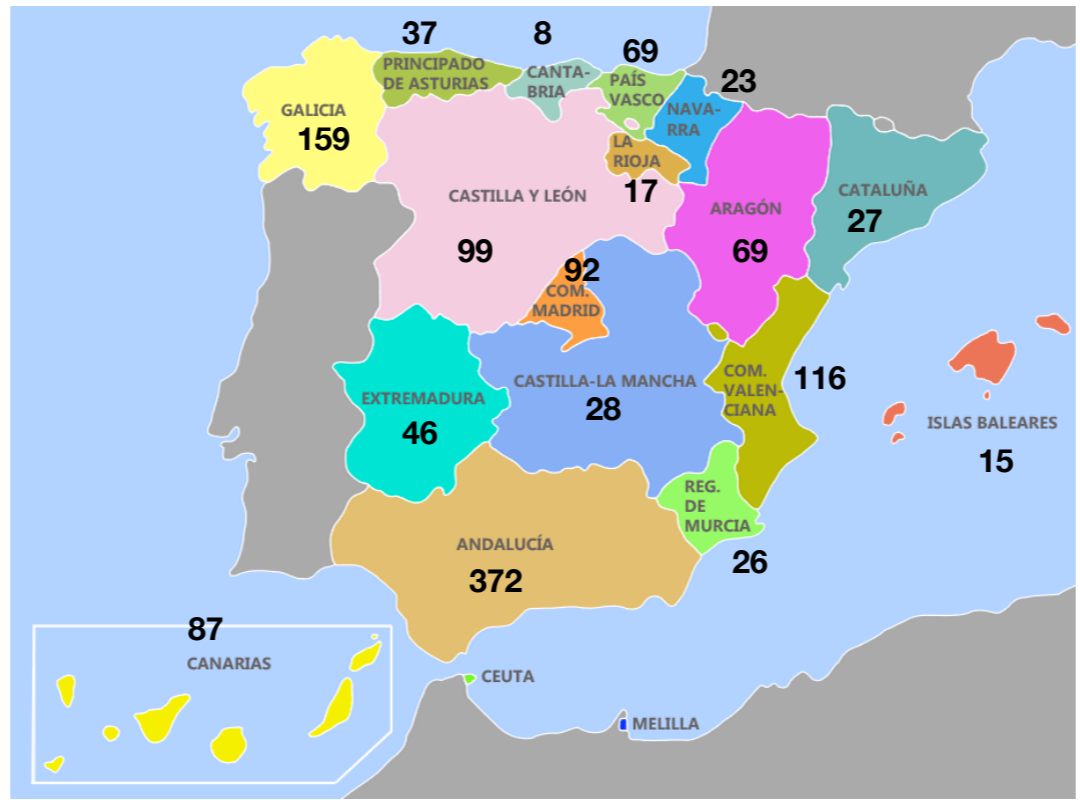 37
8
69
23
PRINCIPADO
DE ASTURIAS
CANTA-
BRIA
PAÍS
VASCO
NAVA-
RRA
GALICIA
159
LA
RIOJA
17
CASTILLA Y LEÓN
99
ARAGÓN
69
CATALUÑA
27
92
COM.
MADRID
EXTREMADURA
46
CASTILLA-LA MANCHA
28
COM.
VALEN-
CIANA
116
ISLAS BALEARES
15
REG.
DE
MURCIA
26
ANDALUCÍA
372
87
CANARIAS
CEUTA
MELILLA